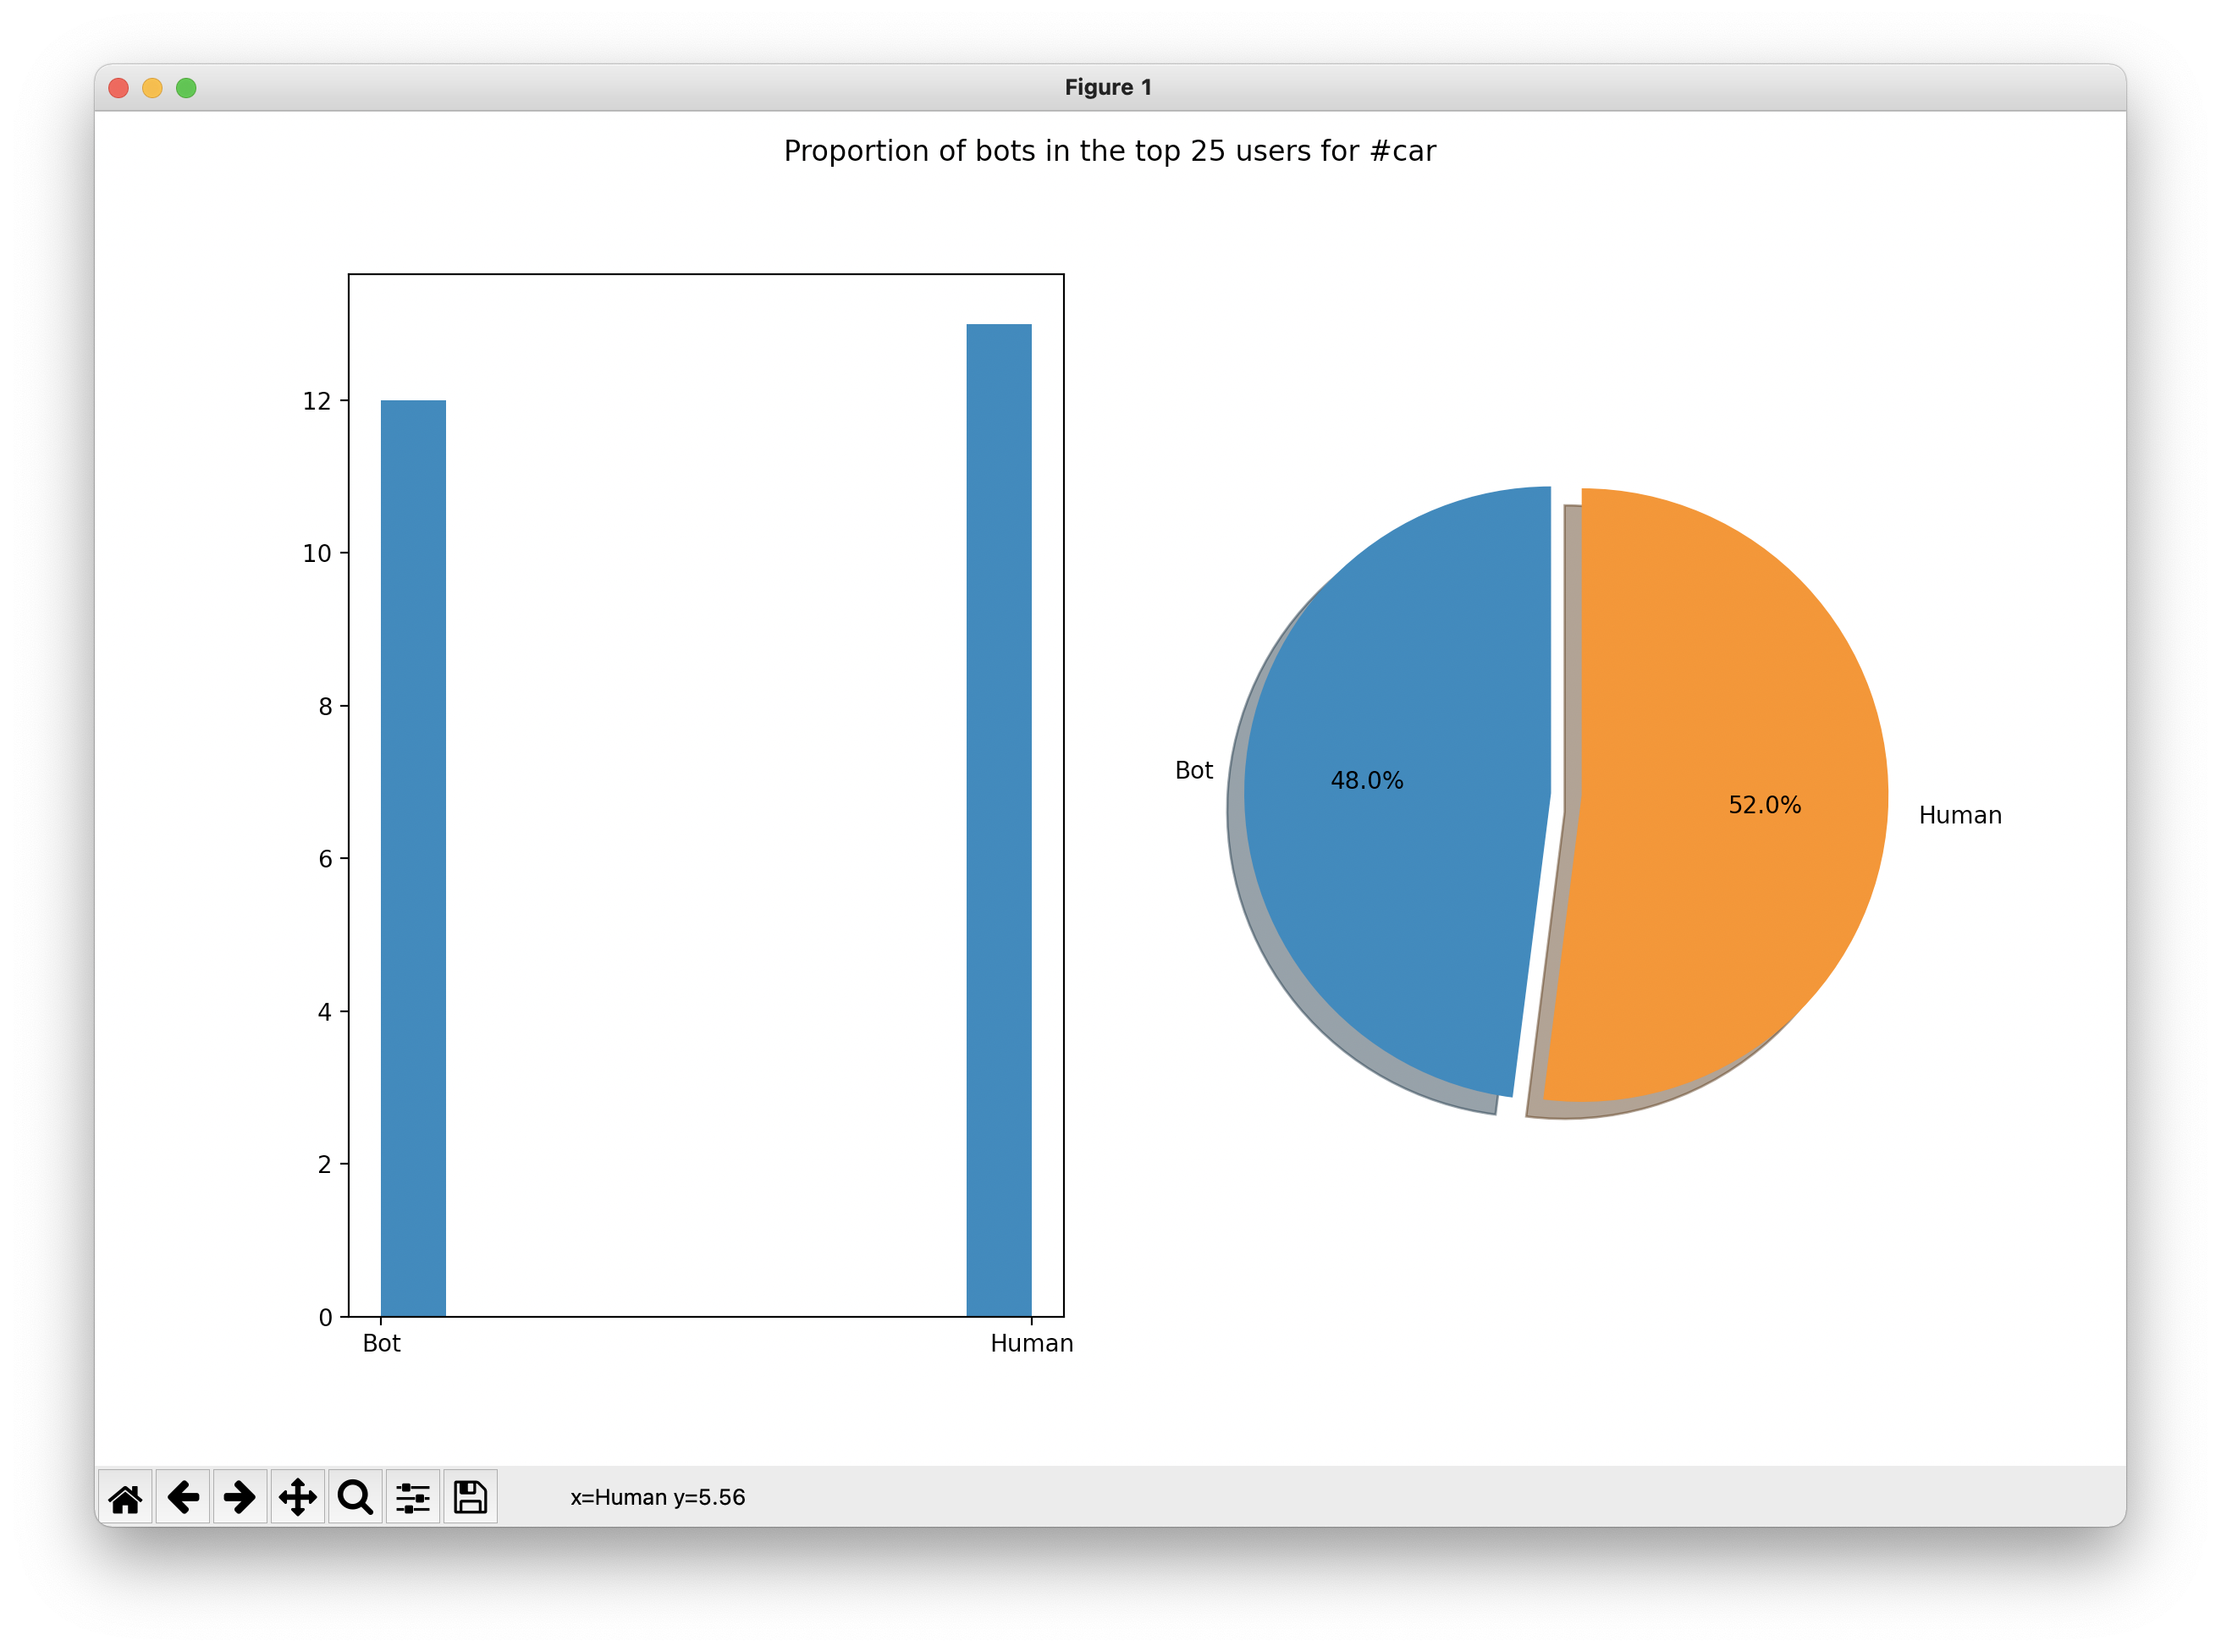 Figure 1
Proportion of bots in the top 25 users for #car
12
10
8
6
4
2
0
Bot
Human
Bot
48.0%
52.0%
Human
x=Human y=5.56